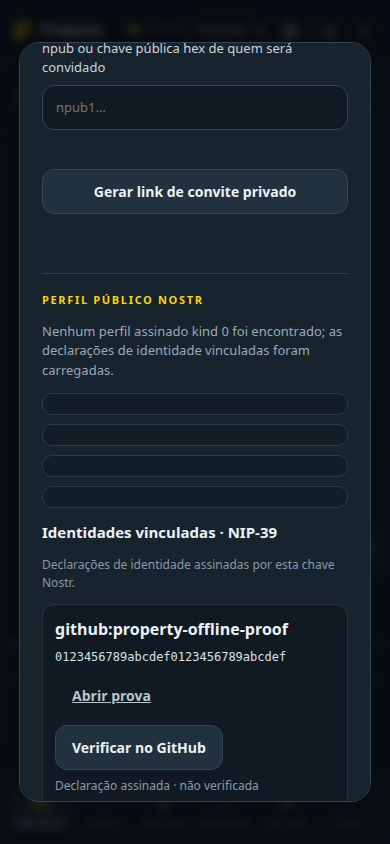 npub ou chave pública hex de quem será
convidado
npub1...
Gerar link de convite privado
PERFIL PÚBLICO NOSTR
Nenhum perfil assinado kind 0 foi encontrado; as
declarações de identidade vinculadas foram
carregadas.
Identidades vinculadas · NIP-39
Declarações de identidade assinadas por esta chave
Nostr.
github:property-offline-proof
0123456789abcdef0123456789abcdef
Abrir prova
Verificar no GitHub
Declaração assinada · não verificada